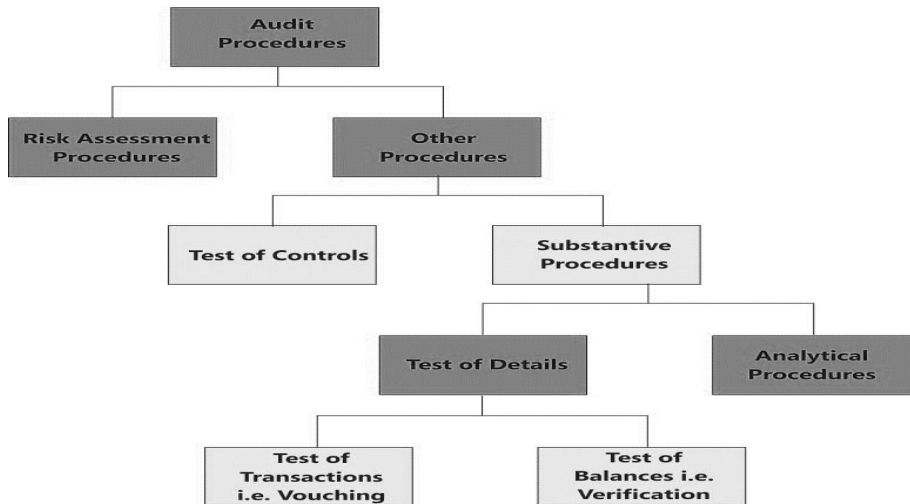 Audit
Procedures
Risk Assessment
Procedures
Other
Procedures
Test of Controls
Substantive
Procedures
Test of Details
Analytical
Procedures
Test of
Transactions
i.e. Vouching
Test of
Balances i.e.
Verification